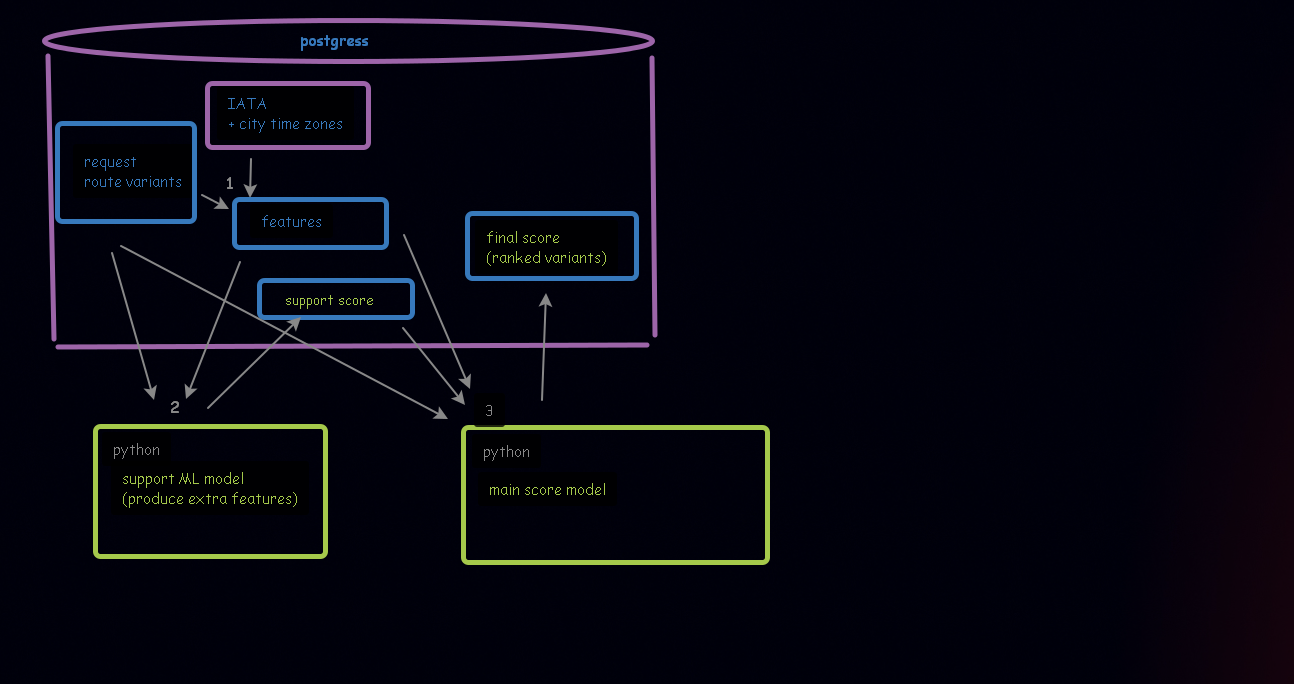 postgress
IATA
+ city time zones
request
route variants
1
features
final score
(ranked variants)
support score
2
3
python
support ML model
(produce extra features)
python
main score model